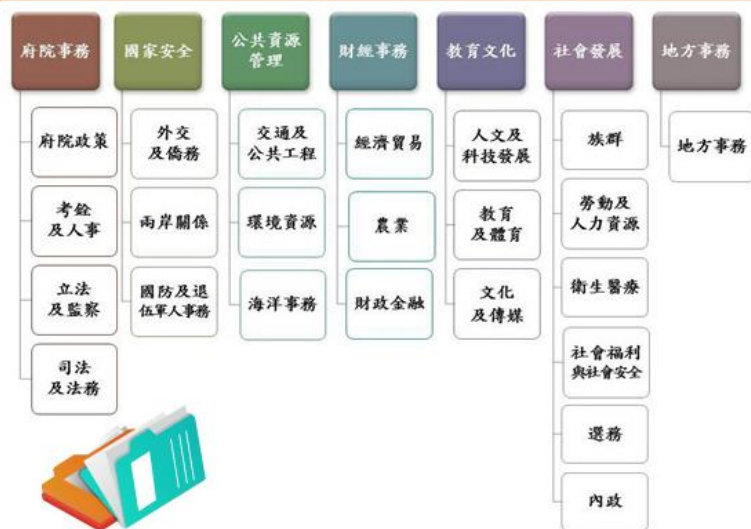 府院事務
國家安全
公共資源
管理
財經事務
教育文化
社會發展
地方事務
府院政策
考銓
及人事
立法
及監察
司法
及法務
外交
及僑務
兩岸關係
國防及退
伍軍人事務
交通及
公共工程
環境資源
海洋事務
經濟貿易
農業
財政金融
人文及
科技發展
教育
及體育
文化
及傳媒
族群
勞動及
人力資源
衛生醫療
社會福利
與社會安全
選務
內政
地方事務